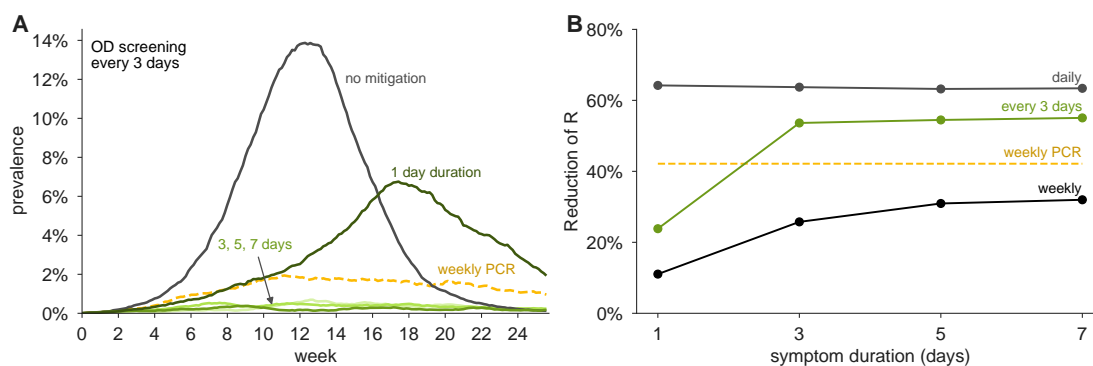 A
OD screening
every 3 days
14%
12%
10%
8%
6%
4%
2%
0%
prevalence
no mitigation
1 day duration
3, 5, 7 days
weekly PCR
0 2 4 6 8 10 12 14 16 18 20 22 24
week
B
80%
60%
40%
20%
0%
Reduction of R
daily
every 3 days
weekly PCR
weekly
1 3 5 7
symptom duration (days)